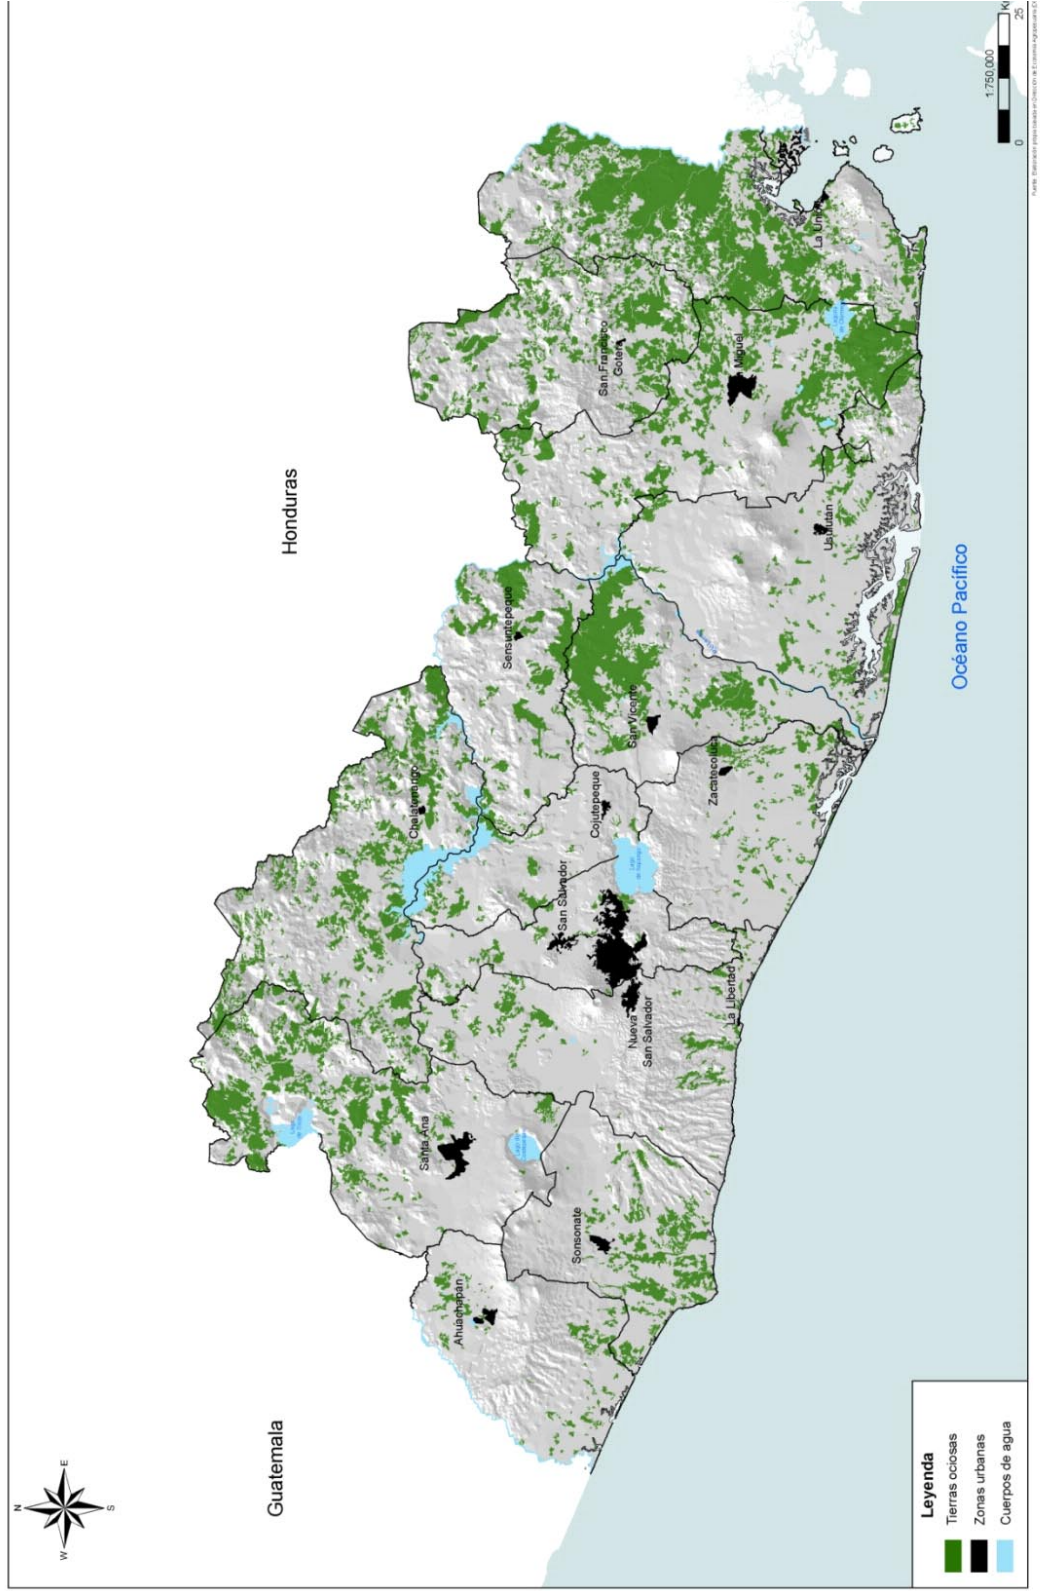 N
W E
S
Guatemala
Honduras
Chalatenango
Santa Ana
Ahuachapán
Sensuntepeque
San Francisco
Gotera
Cojutepeque
San Salvador
Sonsonate
San Vicente
Nueva
San Salvador
Zacatecoluca
La Libertad
Miguel
Usulután
La Unión
Océano Pacífico
Leyenda
Tierras ociosas
Zonas urbanas
Cuerpos de agua
1:750,000
0 25